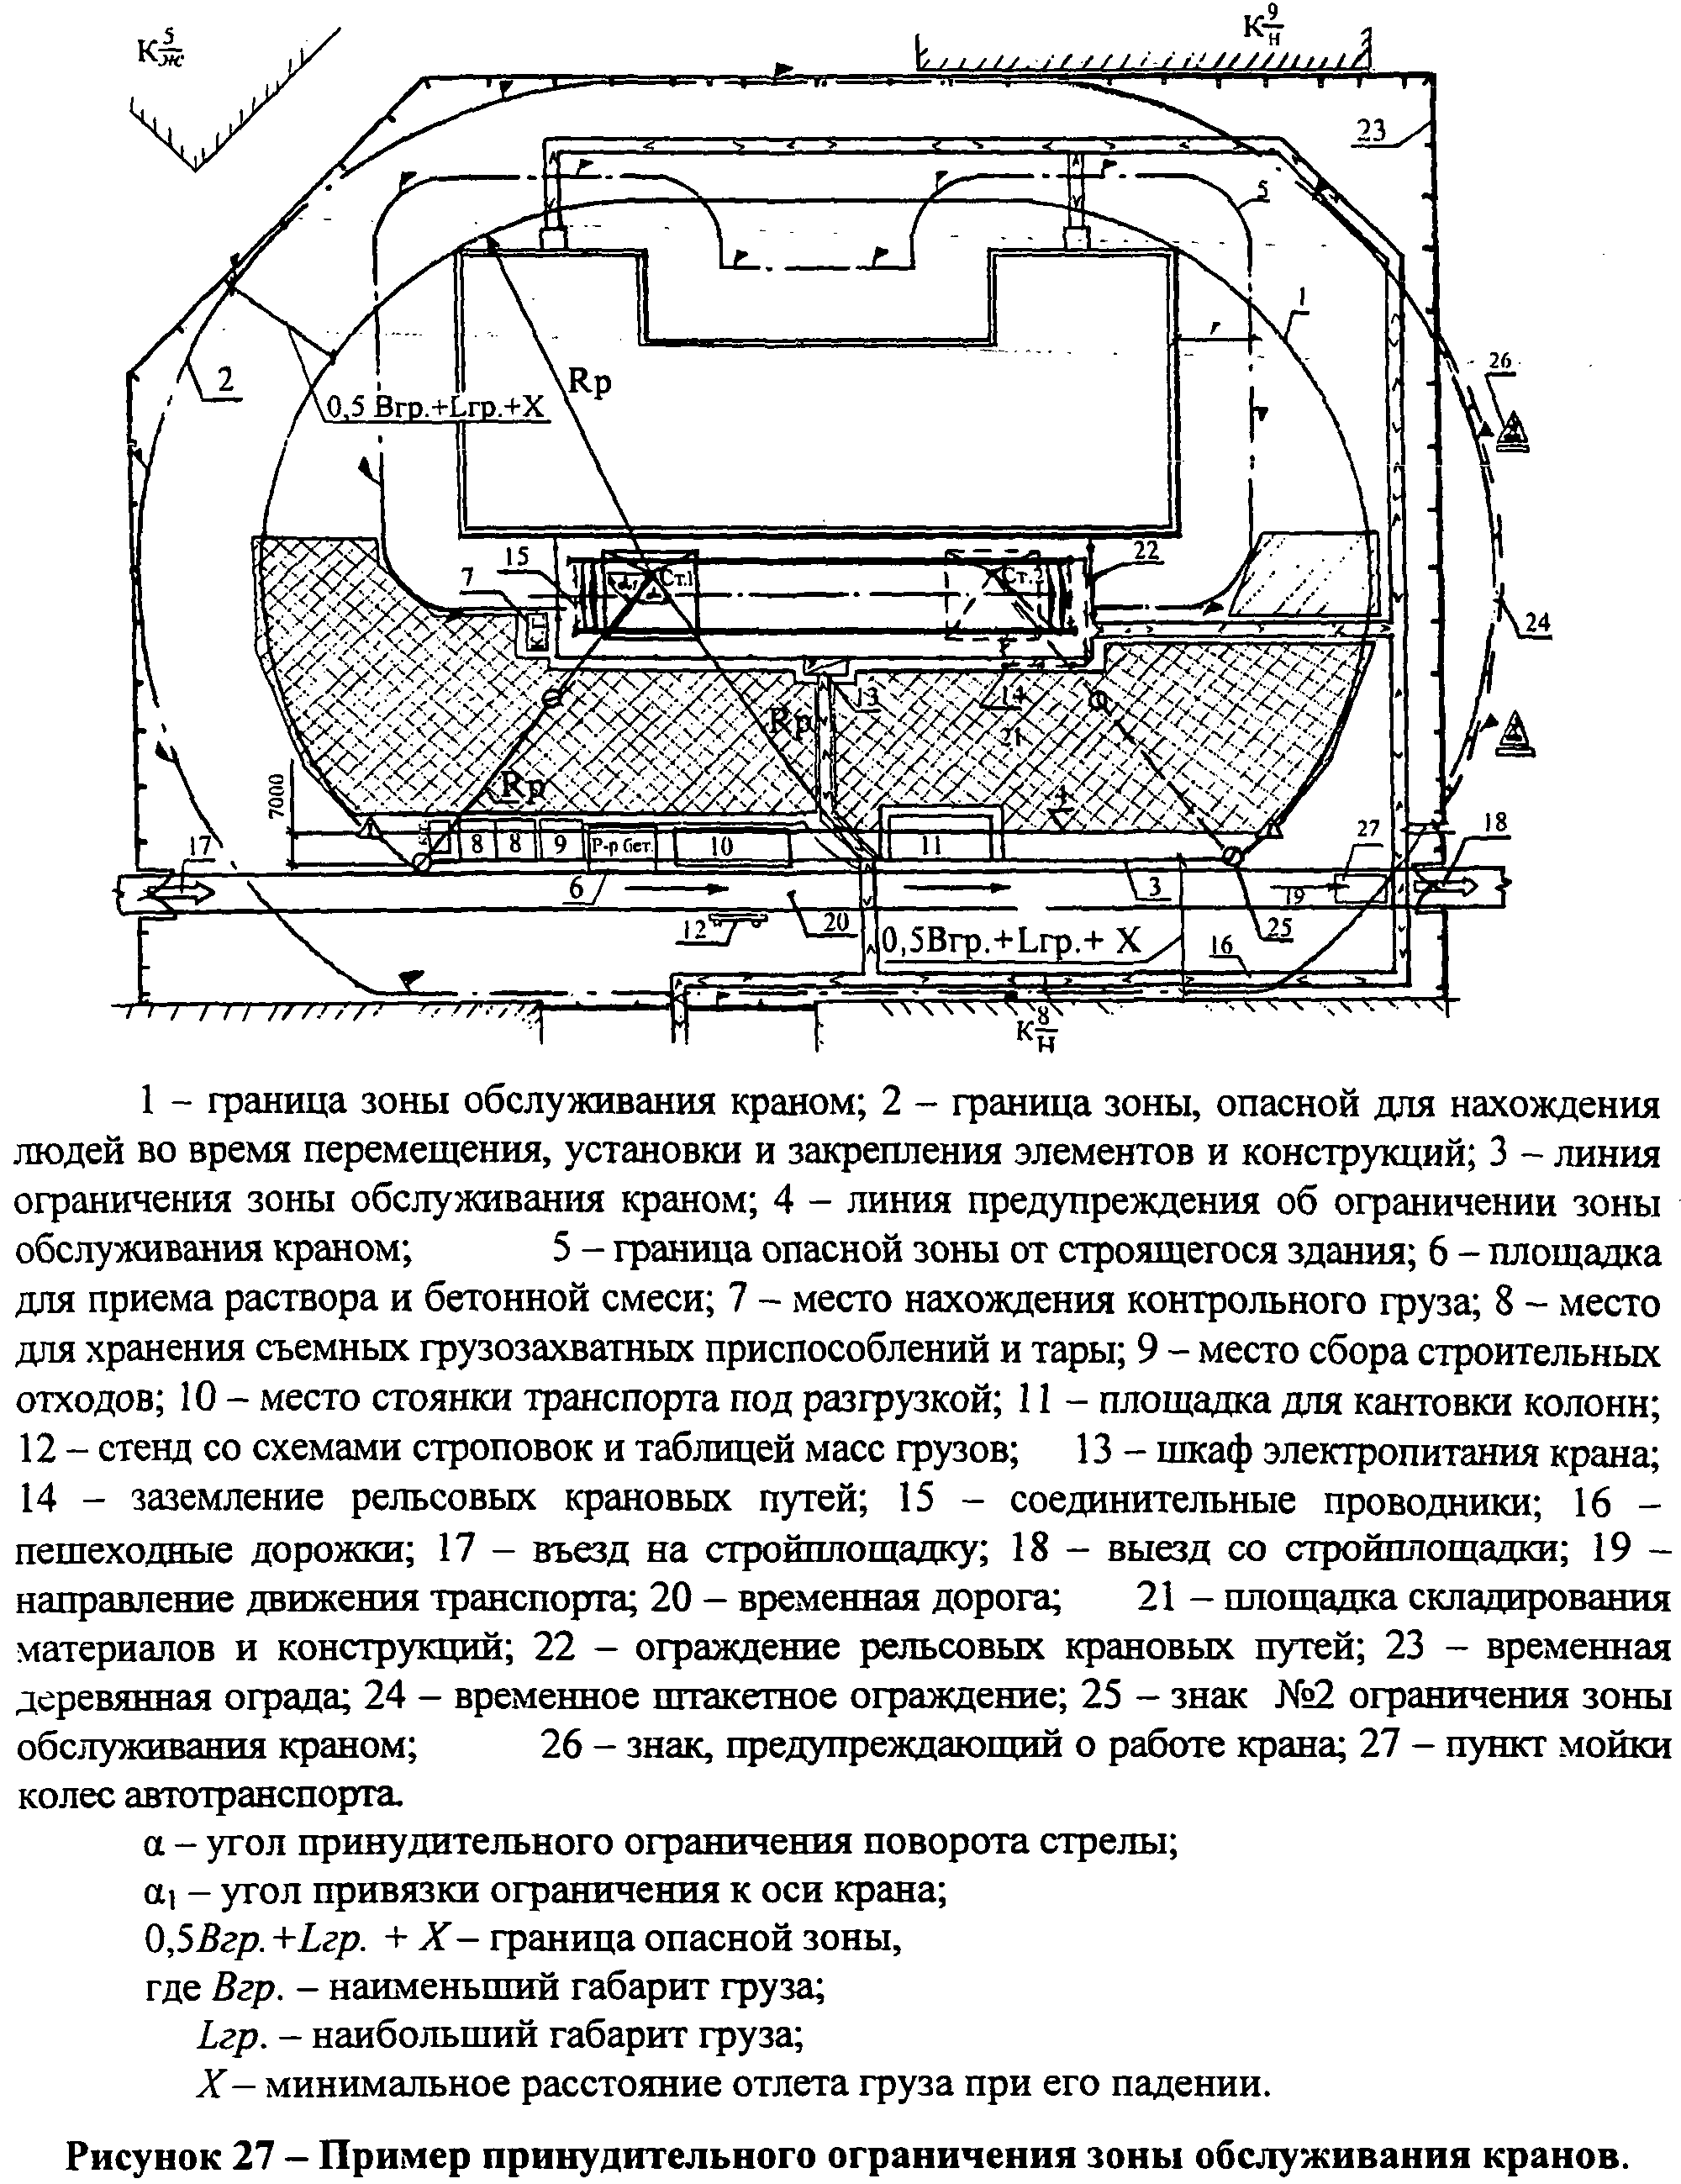 К 5/ж
К 9/н
23
5
1
r
26
2
Rр
0,5 Вгр.+Lгр.+Х
15
7
Ст.1
Ст.2
22
α1
α
К.Г.
24
13
14
Rр
21
Rр
7000
4
17
8
8
9
Р-р бет.
10
11
27
18
6
3
19
12
20
25
0,5Вгр.+Lгр.+ Х
16
К 8/Н
1 – граница зоны обслуживания краном; 2 – граница зоны, опасной для нахождения
людей во время перемещения, установки и закрепления элементов и конструкций; 3 – линия
ограничения зоны обслуживания краном; 4 – линия предупреждения об ограничении зоны
обслуживания краном; 5 – граница опасной зоны от строящегося здания; 6 – площадка
для приема раствора и бетонной смеси; 7 – место нахождения контрольного груза; 8 – место
для хранения съемных грузозахватных приспособлений и тары; 9 – место сбора строительных
отходов; 10 – место стоянки транспорта под разгрузкой; 11 – площадка для кантовки колонн;
12 – стенд со схемами строповок и таблицей масс грузов; 13 – шкаф электропитания крана;
14 – заземление рельсовых крановых путей; 15 – соединительные проводники; 16 –
пешеходные дорожки; 17 – въезд на стройплощадку; 18 – выезд со стройплощадки; 19 –
направление движения транспорта; 20 – временная дорога; 21 – площадка складирования
материалов и конструкций; 22 – ограждение рельсовых крановых путей; 23 – временная
деревянная ограда; 24 – временное штакетное ограждение; 25 – знак №2 ограничения зоны
обслуживания краном; 26 – знак, предупреждающий о работе крана; 27 – пункт мойки
колес автотранспорта.
α – угол принудительного ограничения поворота стрелы;
α1 – угол привязки ограничения к оси крана;
0,5Вгр.+Lгр. + Х – граница опасной зоны,
где Вгр. – наименьший габарит груза;
Lгр. – наибольший габарит груза;
Х – минимальное расстояние отлета груза при его падении.
Рисунок 27 – Пример принудительного ограничения зоны обслуживания кранов.